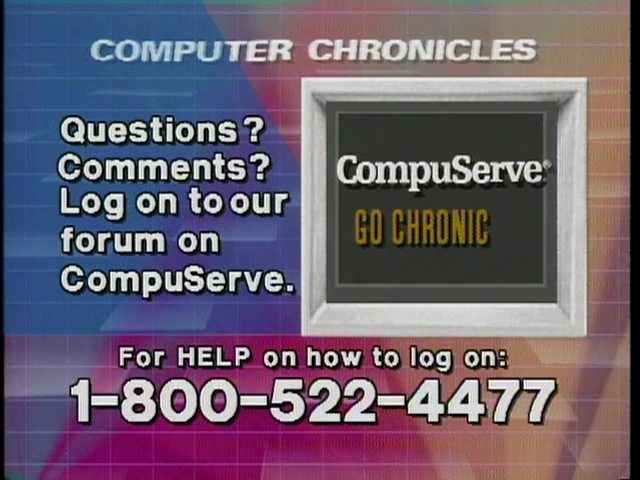 COMPUTER CHRONICLES
Questions?
Comments?
Log on to our
forum on
CompuServe.
CompuServe®
GO CHRONIC
For HELP on how to log on:
1-800-522-4477